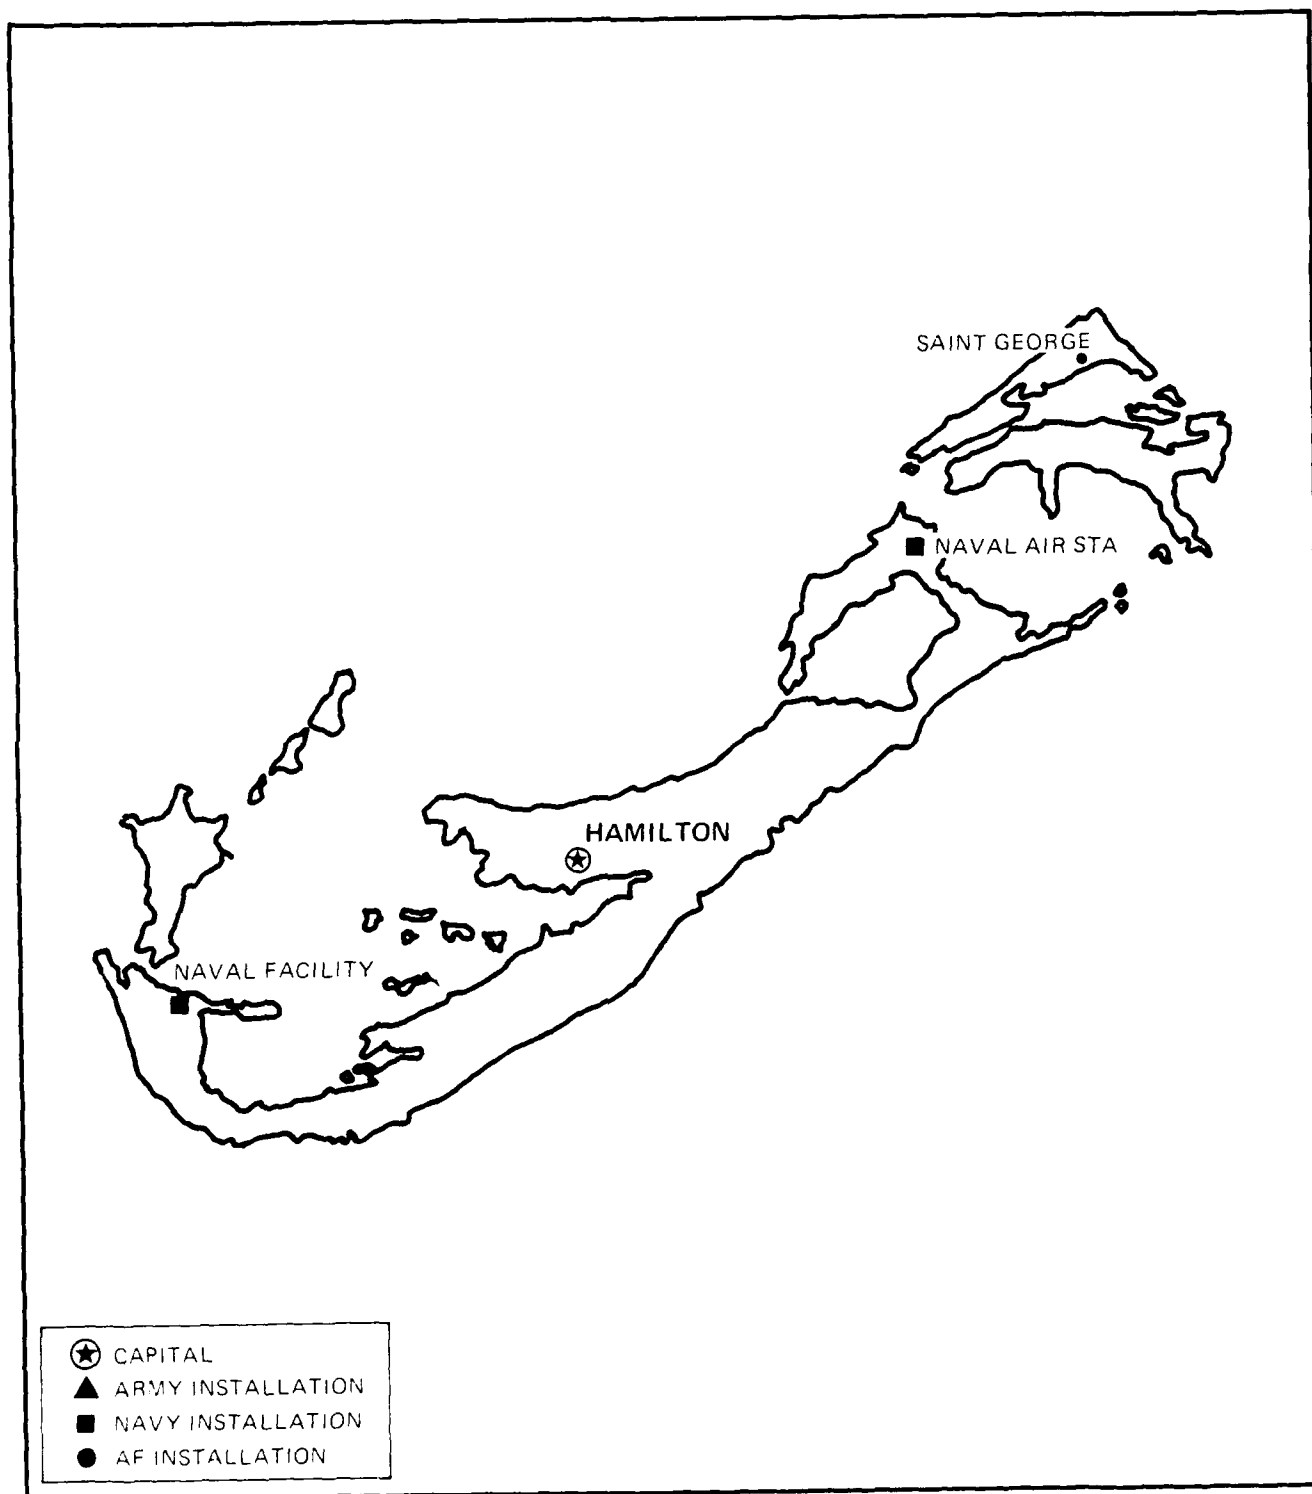 SAINT GEORGE
NAVAL AIR STA
HAMILTON
NAVAL FACILITY
CAPITAL
ARMY INSTALLATION
NAVY INSTALLATION
AF INSTALLATION